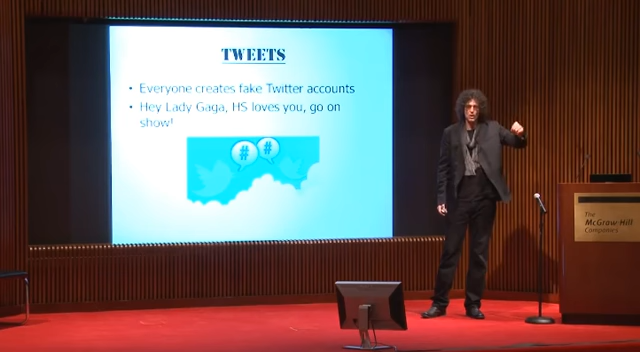 TWEETS
• Everyone creates fake Twitter accounts
• Hey Lady Gaga, HS loves you, go on
show!
# #
The
McGraw-Hill
Companies